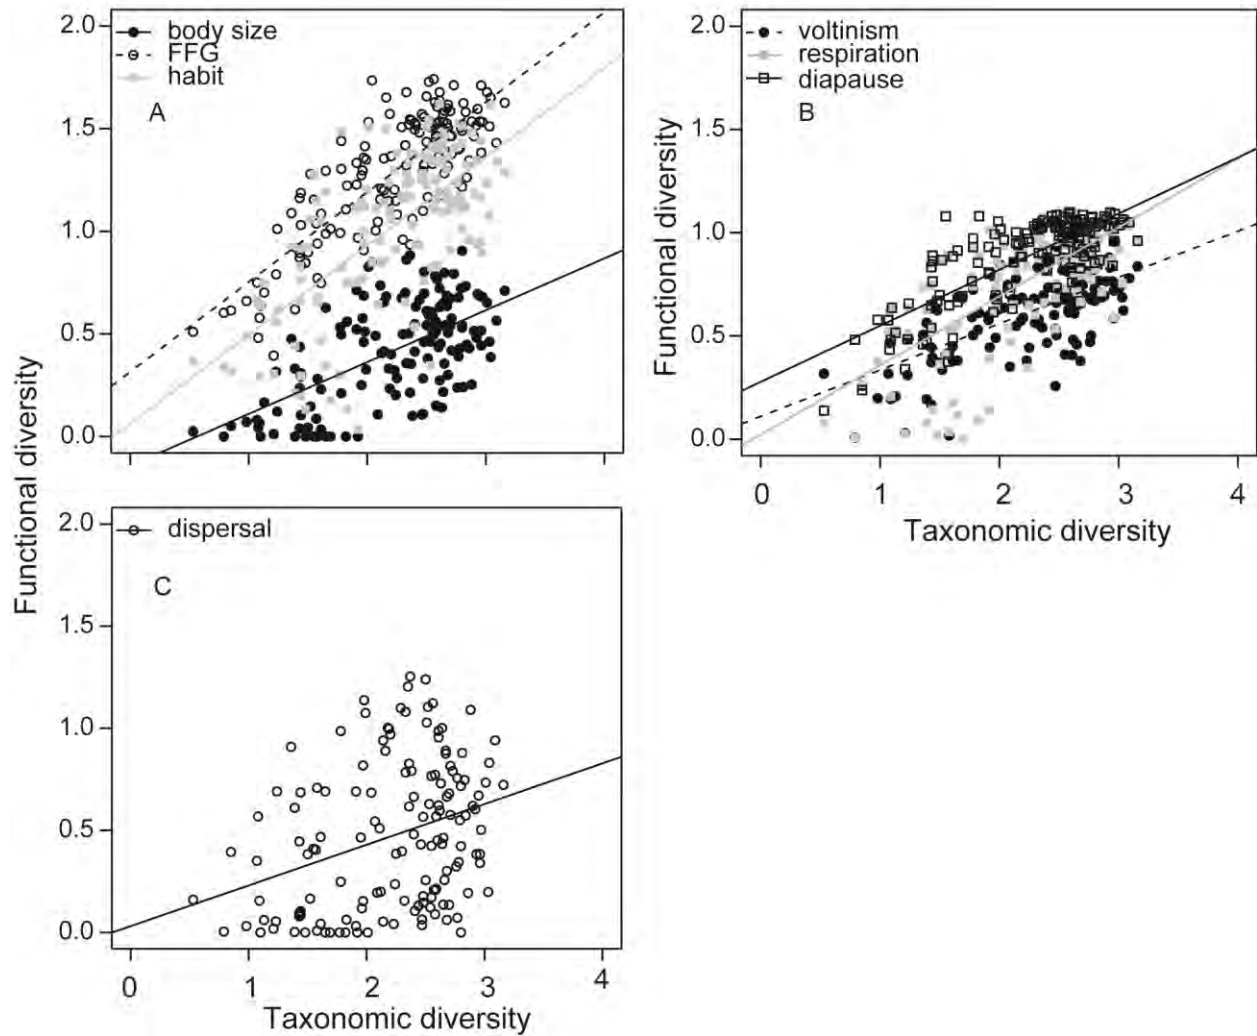 2.0
1.5
1.0
0.5
0.0
body size
FFG
habit
A
Functional diversity
2.0
1.5
1.0
0.5
0.0
voltinism
respiration
diapause
B
Functional diversity
0 1 2 3 4
Taxonomic diversity
2.0
1.5
1.0
0.5
0.0
dispersal
C
0 1 2 3 4
Taxonomic diversity